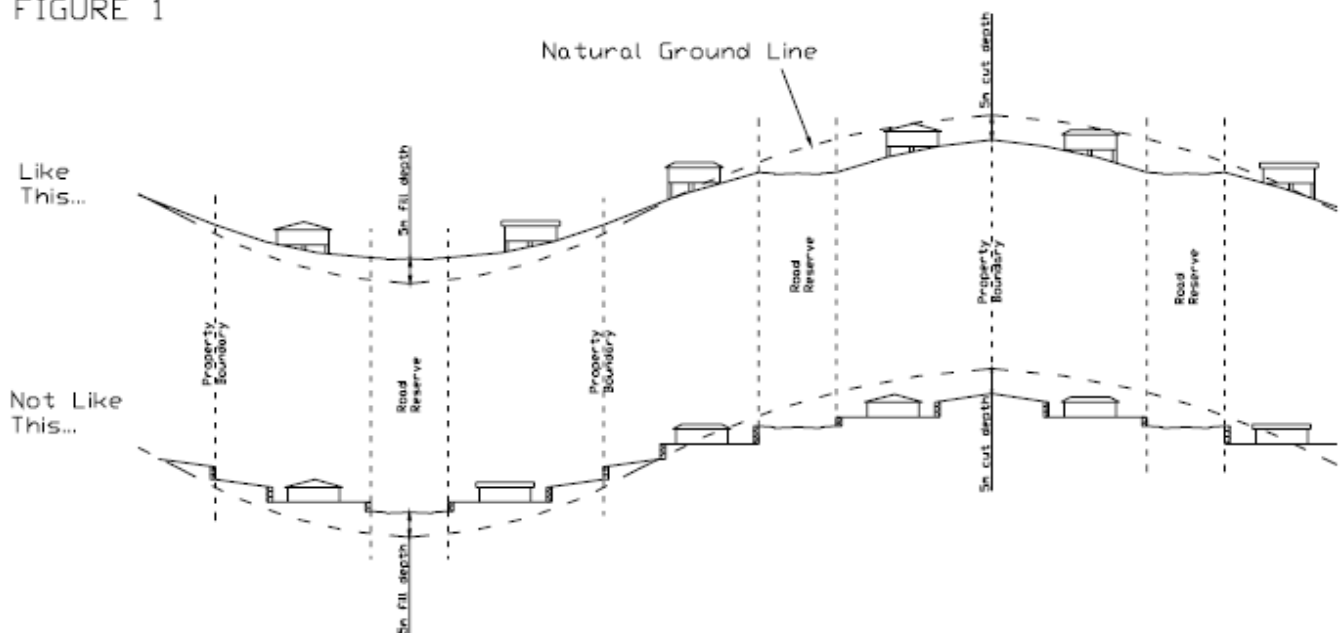 FIGURE 1
Natural Ground Line
5m cut depth
Like
This...
5m fill depth
Road
Reserve
Property
Boundary
Road
Reserve
Property
Boundary
Road
Reserve
Property
Boundary
Not Like
This...
5m cut depth
5m fill depth